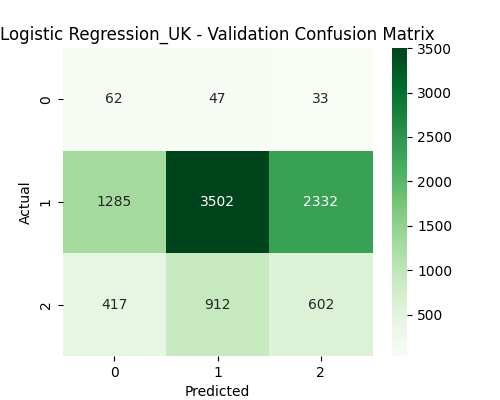 Logistic Regression_UK - Validation Confusion Matrix
3500
3000
2500
2000
1500
1000
500
Actual
0
1
2
62 47 33
1285 3502 2332
417 912 602
0 1 2
Predicted